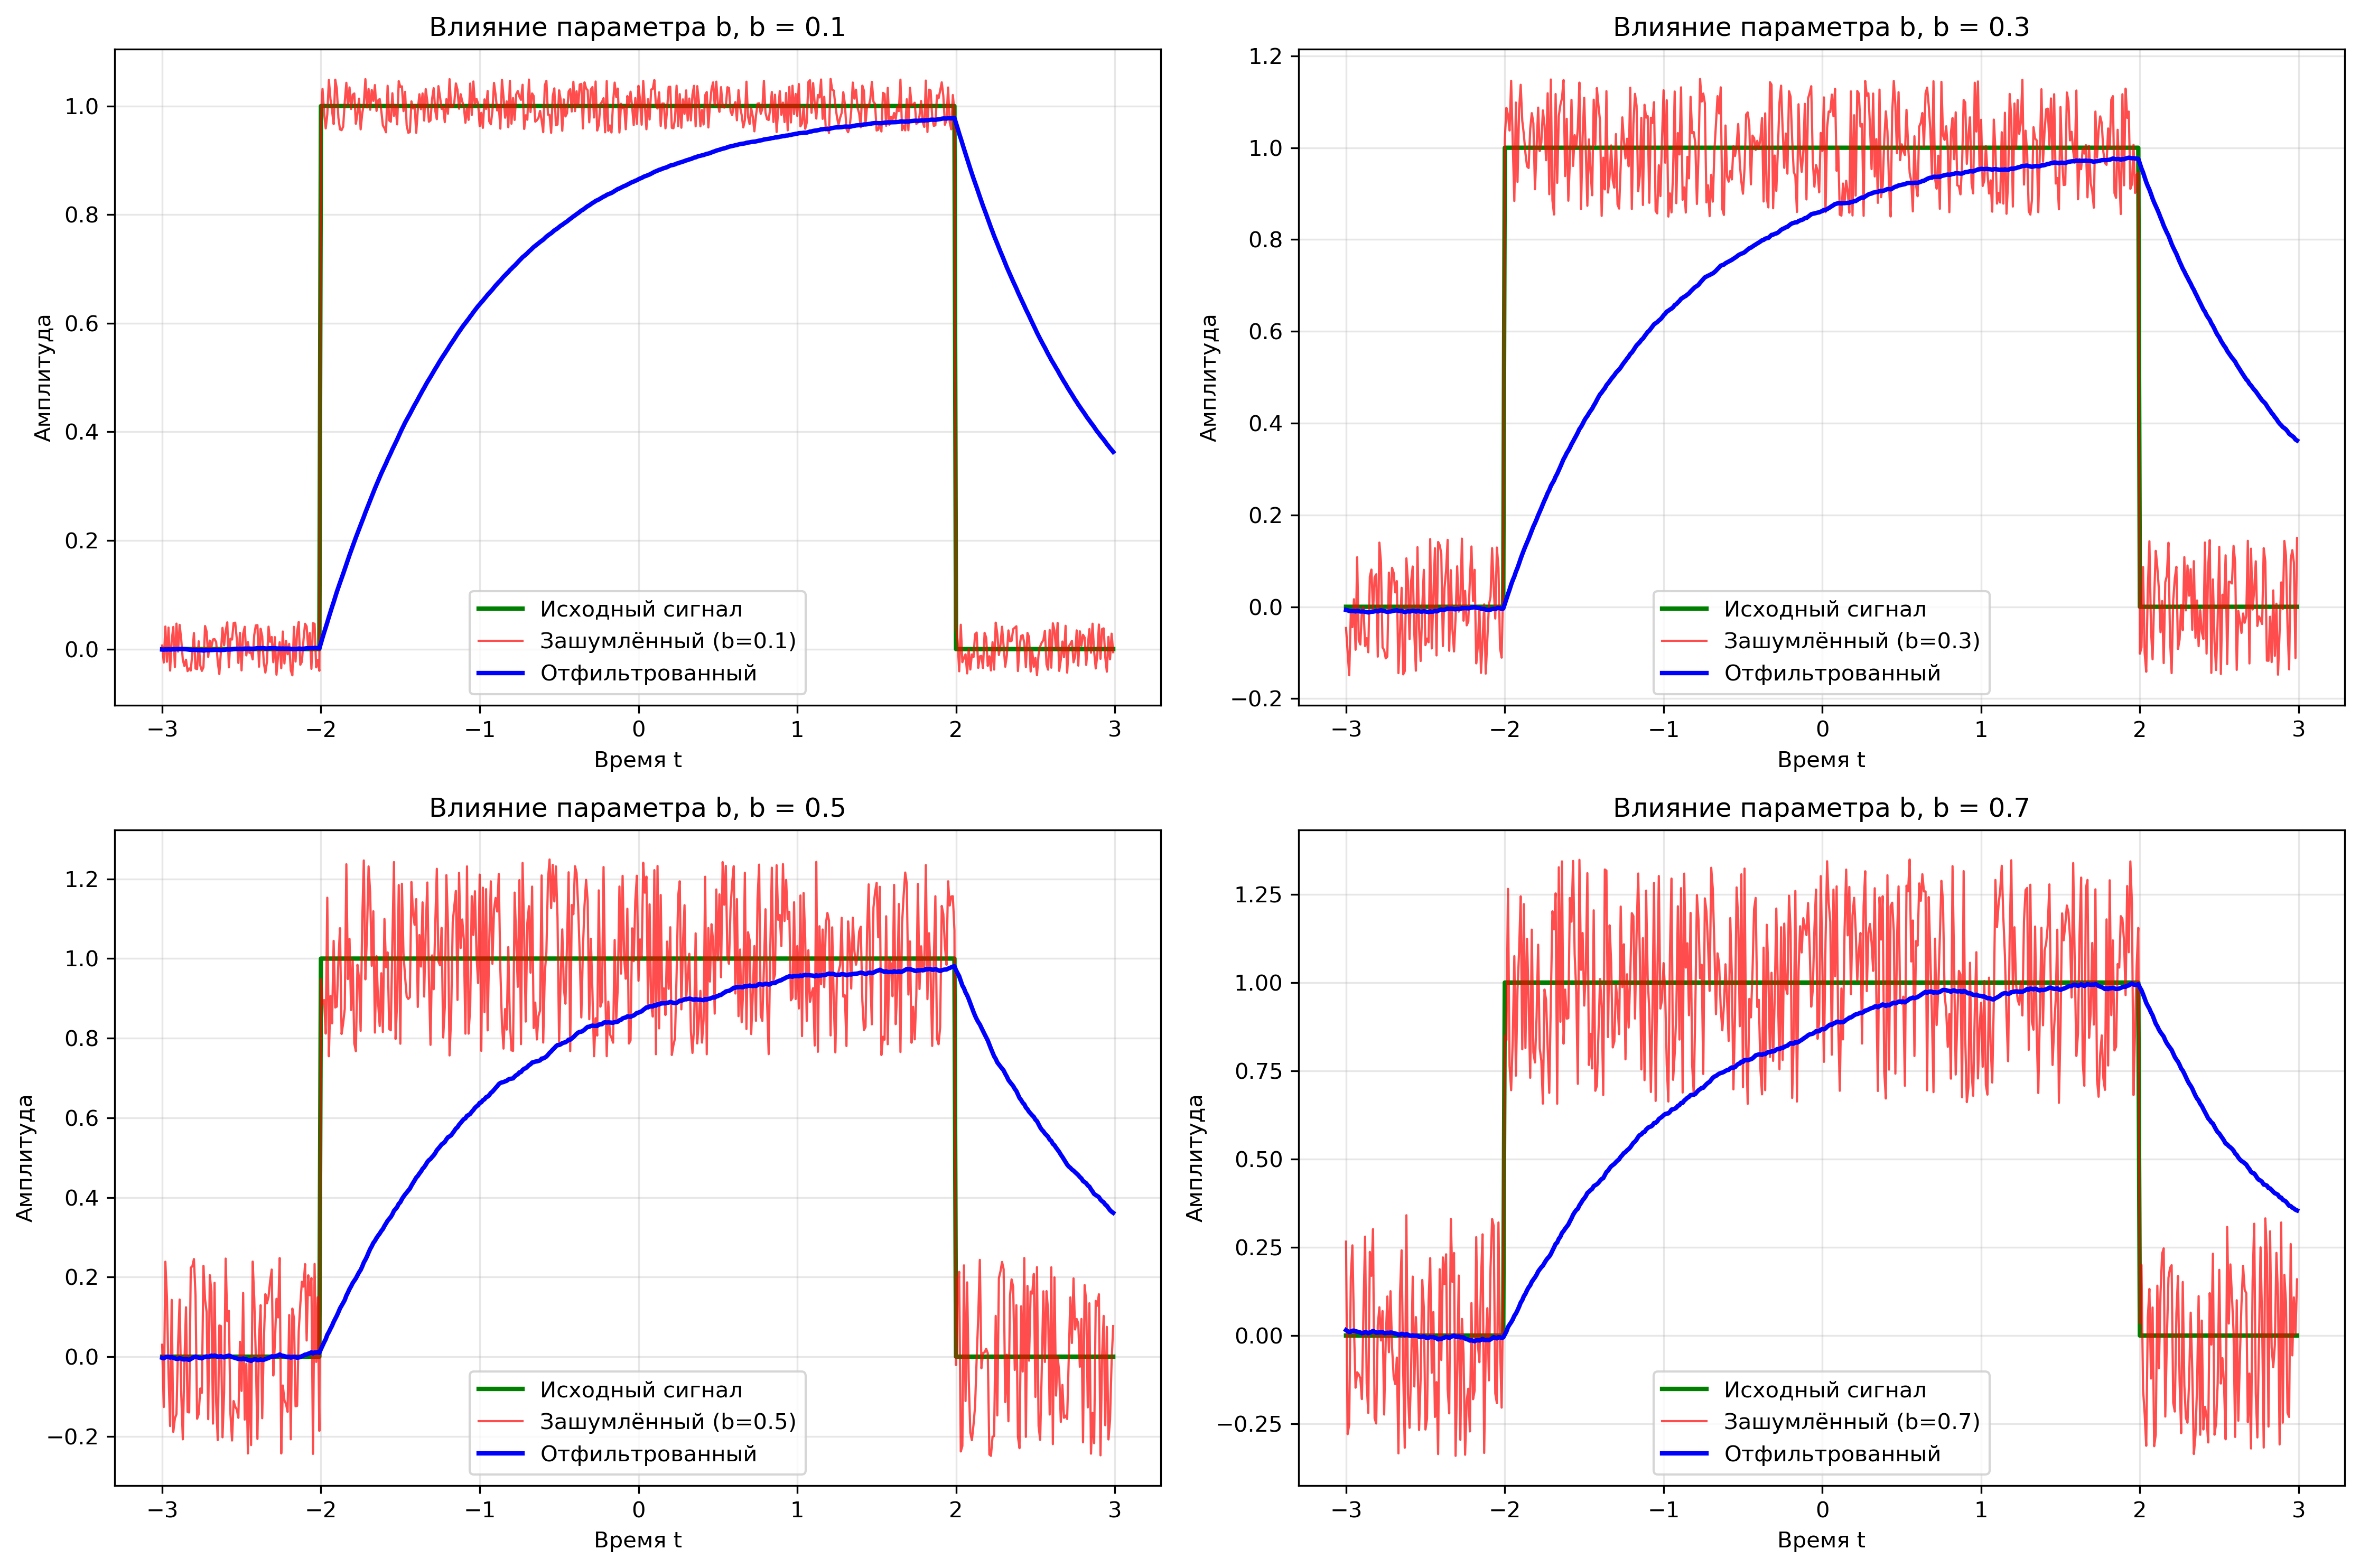 Влияние параметра b, b = 0.1
Амплитуда
1.0
0.8
0.6
0.4
0.2
0.0
Исходный сигнал
Зашумлённый (b=0.1)
Отфильтрованный
−3 −2 −1 0 1 2 3
Время t
Влияние параметра b, b = 0.3
Амплитуда
1.2
1.0
0.8
0.6
0.4
0.2
0.0
−0.2
Исходный сигнал
Зашумлённый (b=0.3)
Отфильтрованный
−3 −2 −1 0 1 2 3
Время t
Влияние параметра b, b = 0.5
Амплитуда
1.2
1.0
0.8
0.6
0.4
0.2
0.0
−0.2
Исходный сигнал
Зашумлённый (b=0.5)
Отфильтрованный
−3 −2 −1 0 1 2 3
Время t
Влияние параметра b, b = 0.7
Амплитуда
1.25
1.00
0.75
0.50
0.25
0.00
−0.25
Исходный сигнал
Зашумлённый (b=0.7)
Отфильтрованный
−3 −2 −1 0 1 2 3
Время t